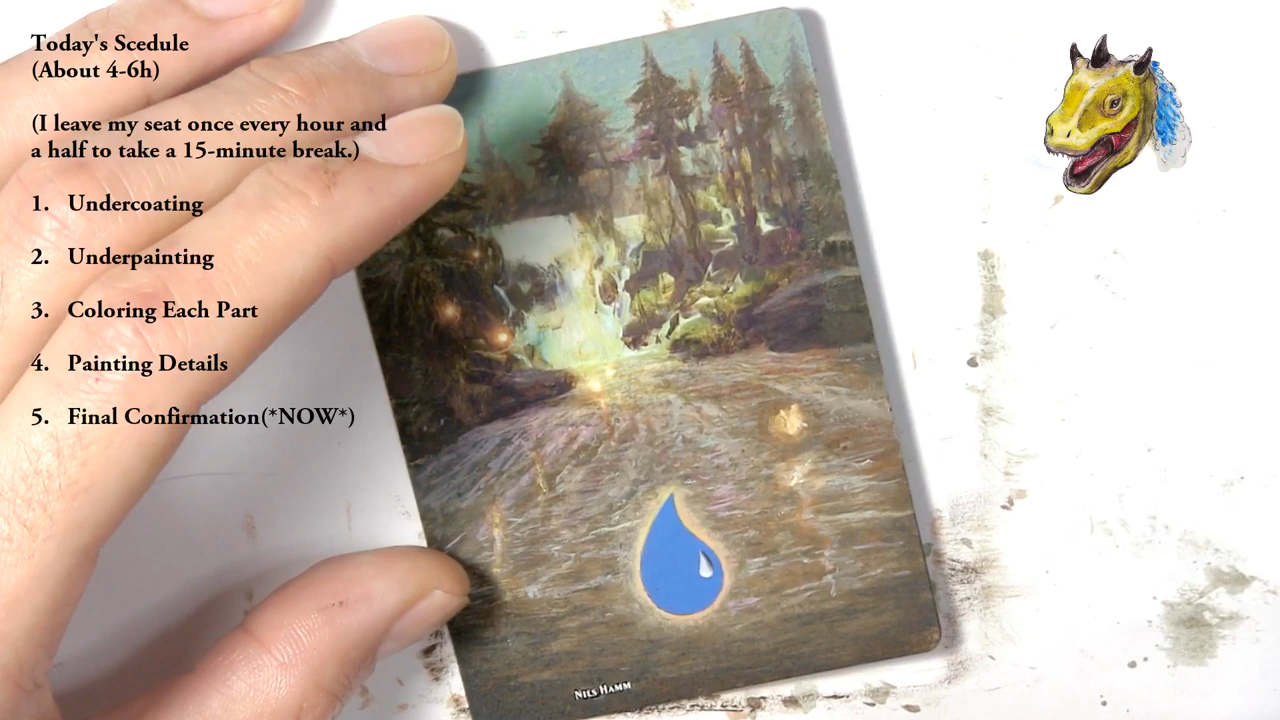 Today's Scedule
(About 4-6h)
(I leave my seat once every hour and
a half to take a 15-minute break.)
1. Undercoating
2. Underpainting
3. Coloring Each Part
4. Painting Details
5. Final Confirmation(*NOW*)
Nils Hamm